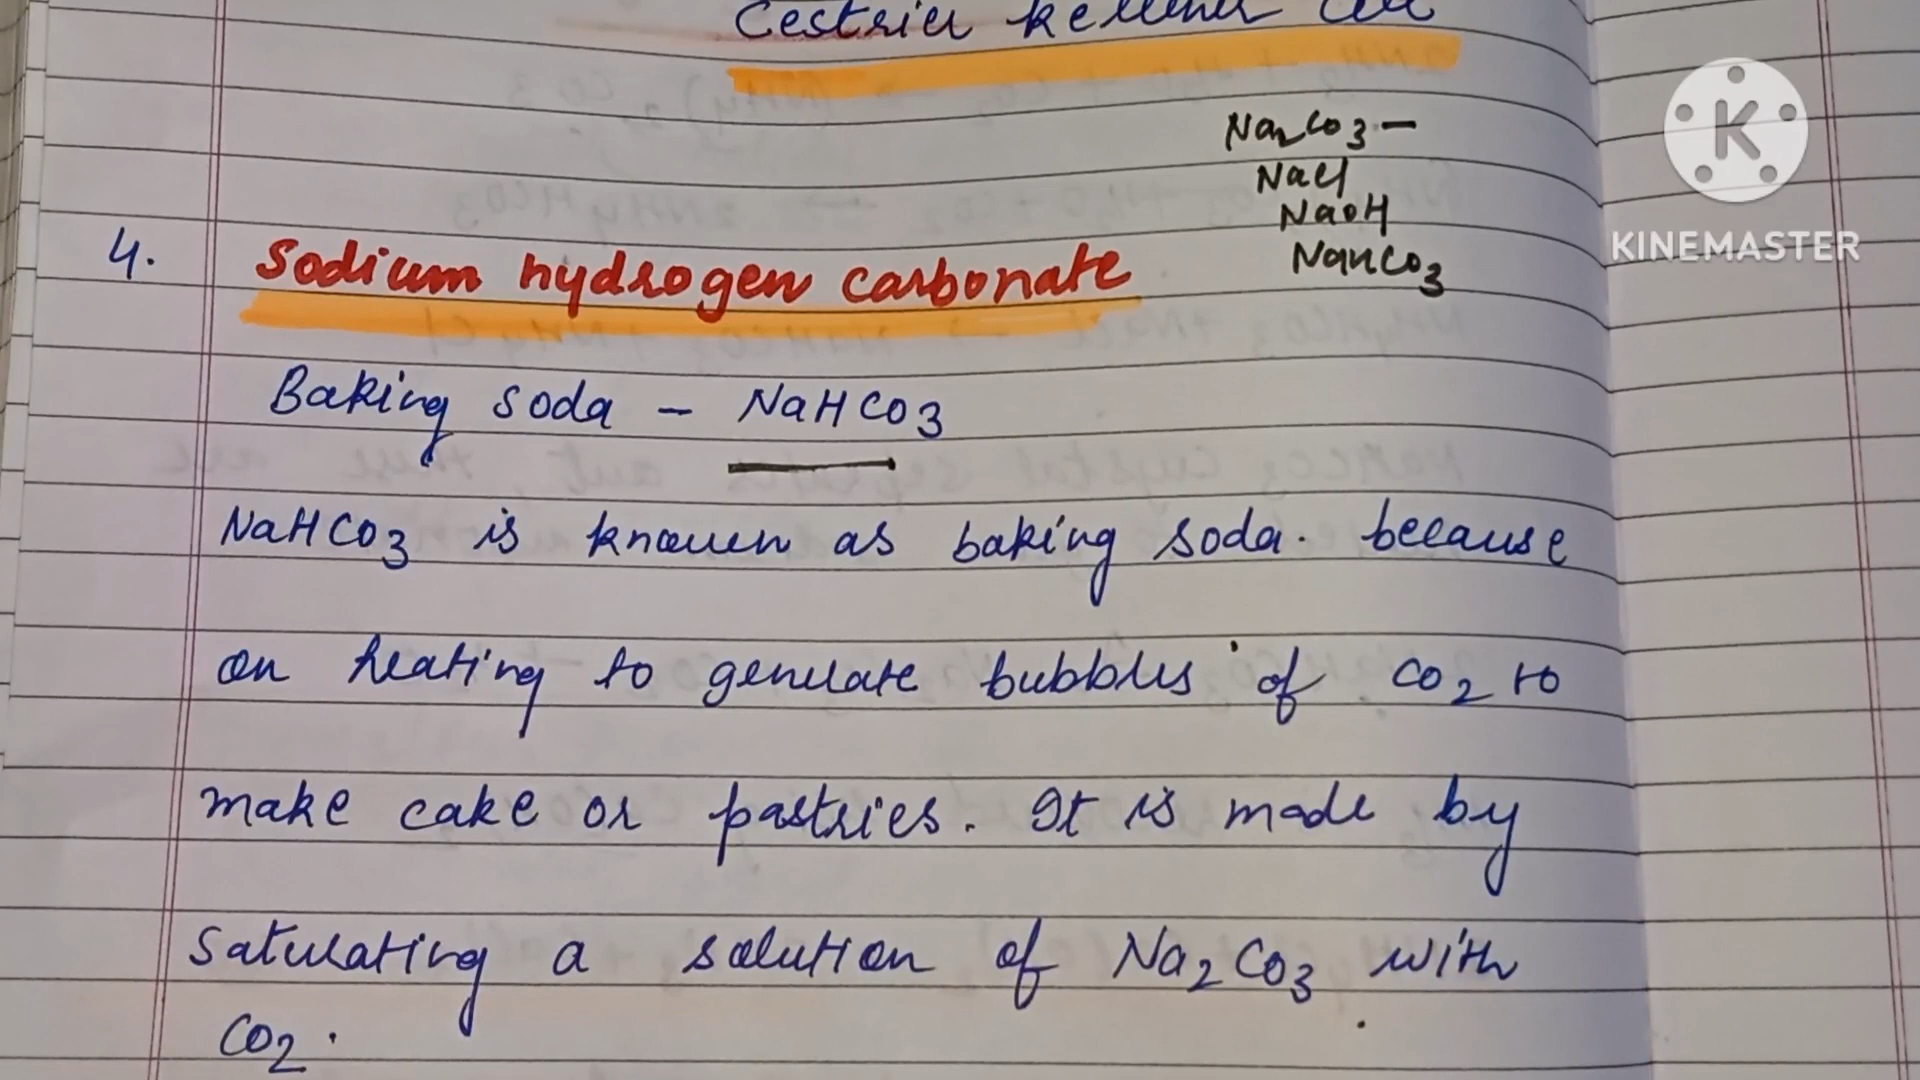 Na2CO3 -
NaCl
NaOH
NaHCO3
KINEMASTER
4. Sodium hydrogen carbonate
Baking soda - NaHCO3
NaHCO3 is known as baking soda. because
on heating to generate bubbles of CO2 to
make cake or pastries. It is made by
saturating a solution of Na2CO3 with
CO2.